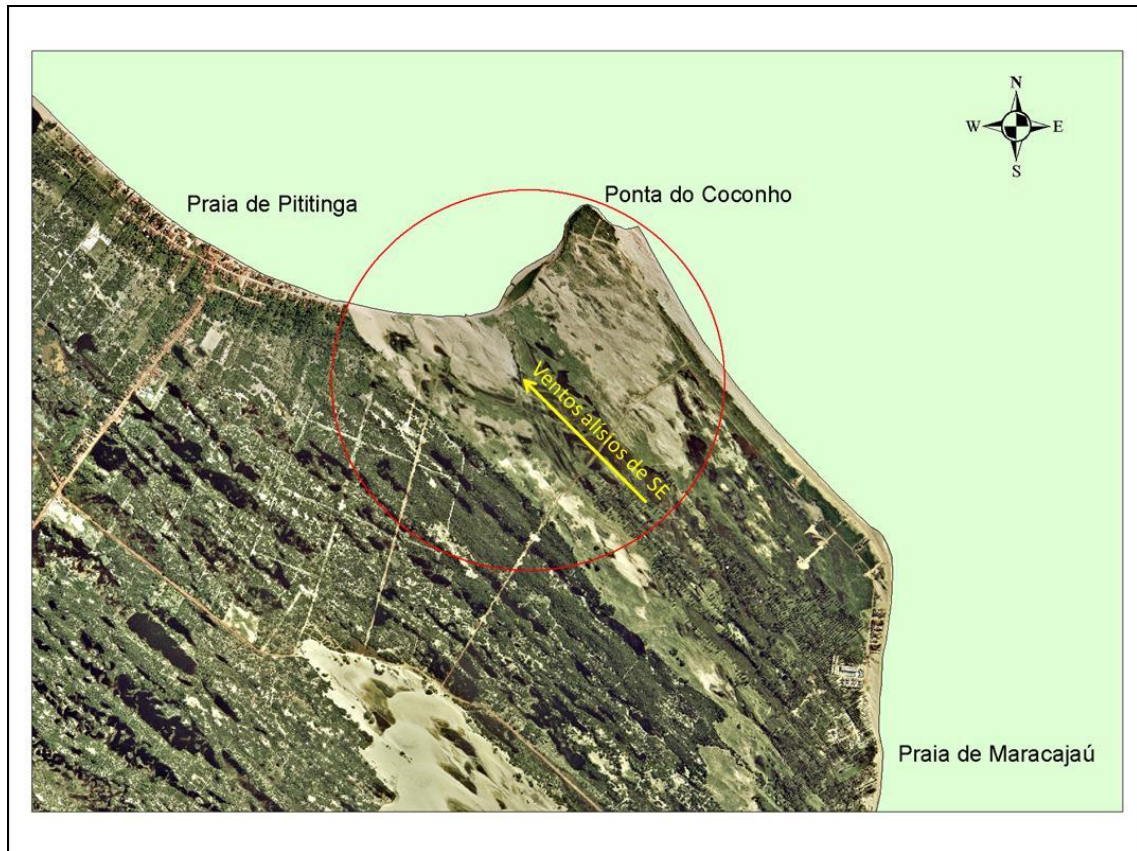 N
W E
S
Praia de Pititinga
Ponta do Coconho
Ventos alísios de SE
Praia de Maracajaú